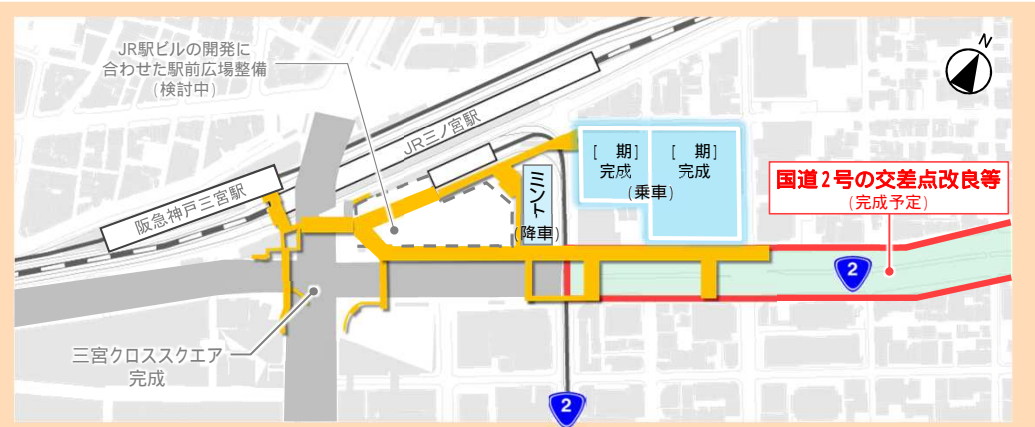 JR駅ビルの開発に
合わせた駅前広場整備
(検討中)
N
JR三ノ宮駅
阪急神戸三宮駅
ミント
(降車)
[ 期]
完成
[ 期]
完成
(乗車)
国道2号の交差点改良等
(完成予定)
2
三宮クロススクエア
完成
2